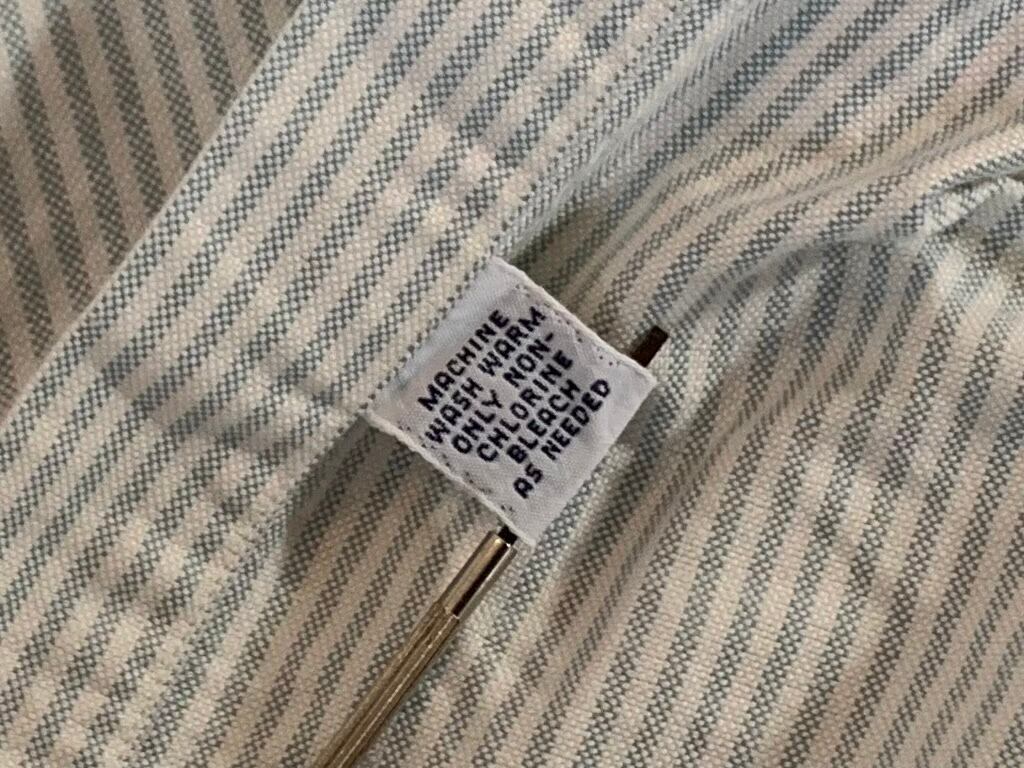 MACHINE
WASH WARM
ONLY NON-
CHLORINE
BLEACH
AS NEEDED